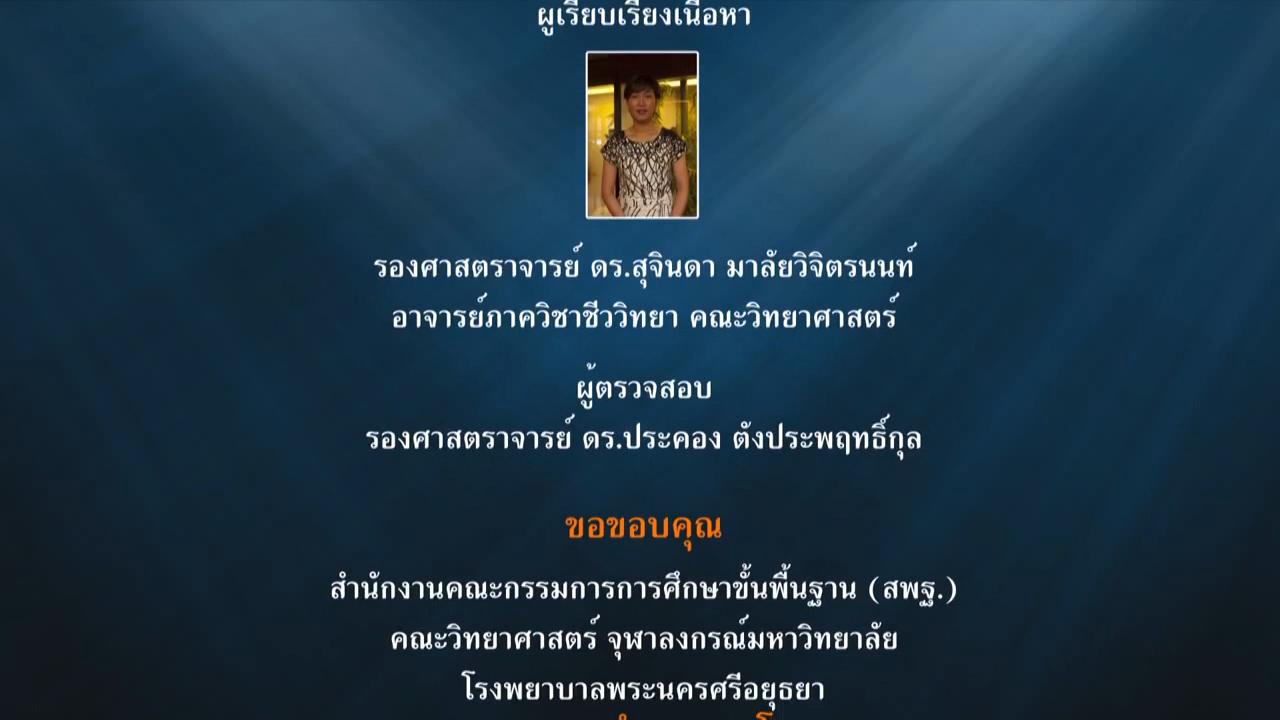 ผู้เรียบเรียงเนื้อหา
รองศาสตราจารย์ ดร.สุจินดา มาลัยวิจิตรนนท์
อาจารย์ภาควิชาชีววิทยา คณะวิทยาศาสตร์
ผู้ตรวจสอบ
รองศาสตราจารย์ ดร.ประคอง ตังประพฤทธิ์กุล
ขอขอบคุณ
สำนักงานคณะกรรมการการศึกษาขั้นพื้นฐาน (สพฐ.)
คณะวิทยาศาสตร์ จุฬาลงกรณ์มหาวิทยาลัย
โรงพยาบาลพระนครศรีอยุธยา